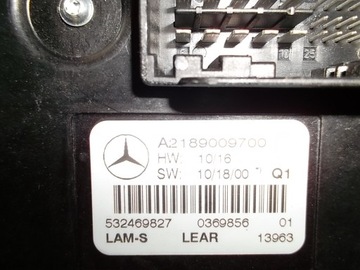 A2189009700
HW: 10/16
SW: 10/18/00 Q1
532469827 0369856 01
LAM-S LEAR 13963